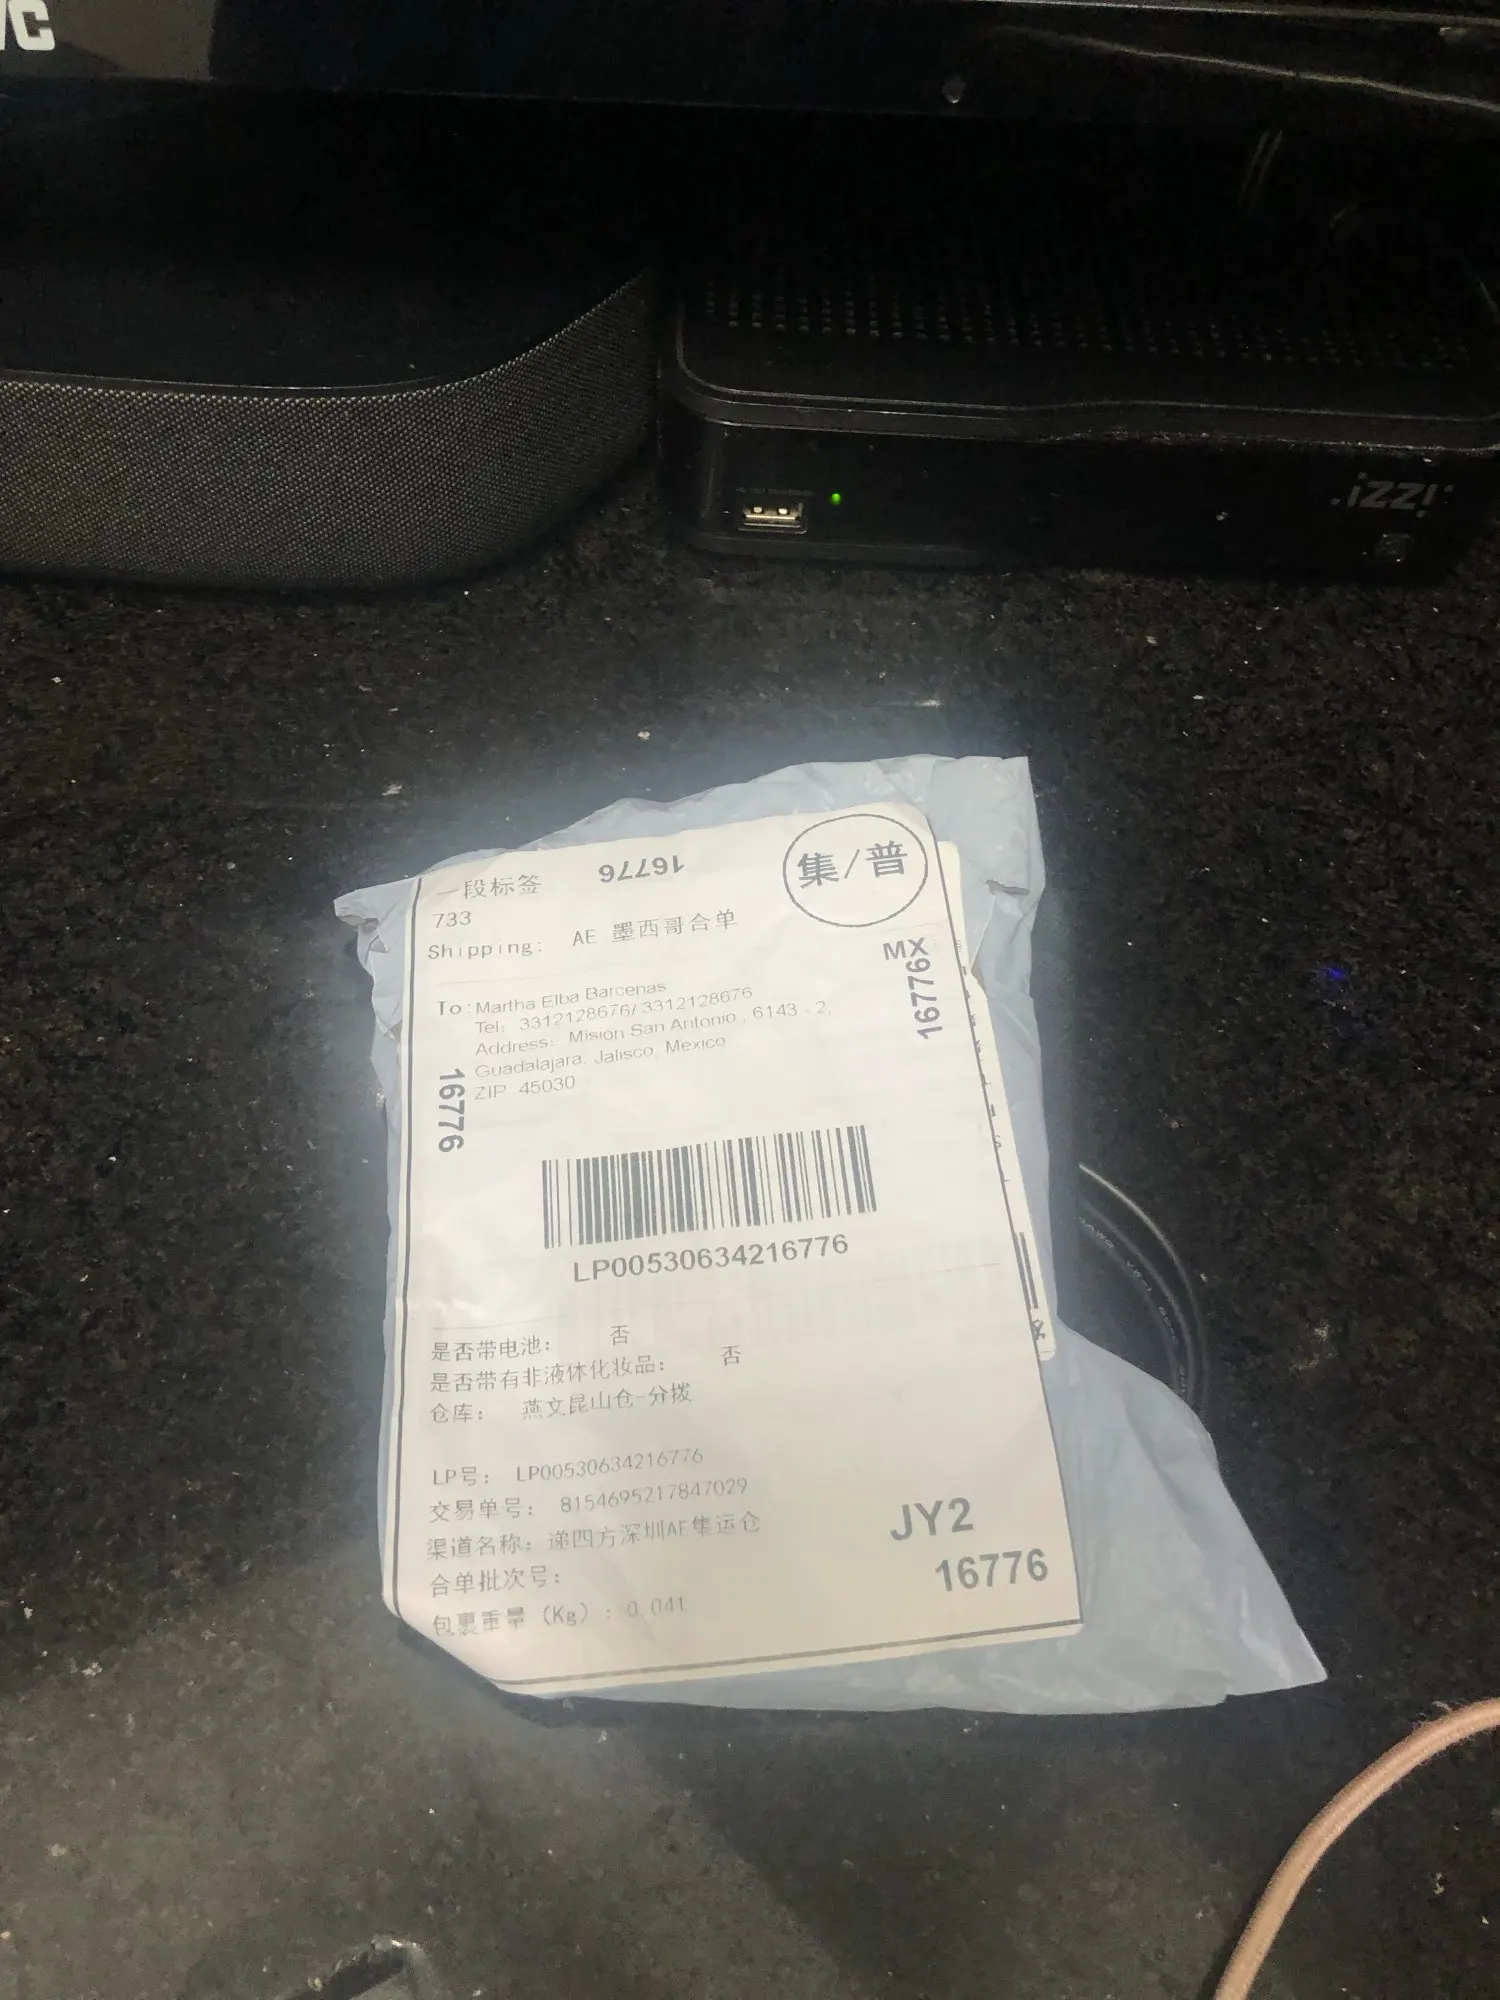 izzi
一段标签
16776
集/普
733
Shipping: AE 墨西哥合单
MX
16776
To: Martha Elba Barcenas
Tel: 3312128676/3312128676
Address: Mision San Antonio , 6143 - 2,
Guadalajara, Jalisco, Mexico
ZIP 45030
16776
LP00530634216776
是否带电池: 否
是否带有非液体化妆品: 否
仓库: 燕文昆山仓-分拨
LP号: LP00530634216776
交易单号: 8154695217847029
渠道名称: 递四方深圳AE集运仓
合单批次号:
包裹重量 (Kg) : 0.041
JY2
16776